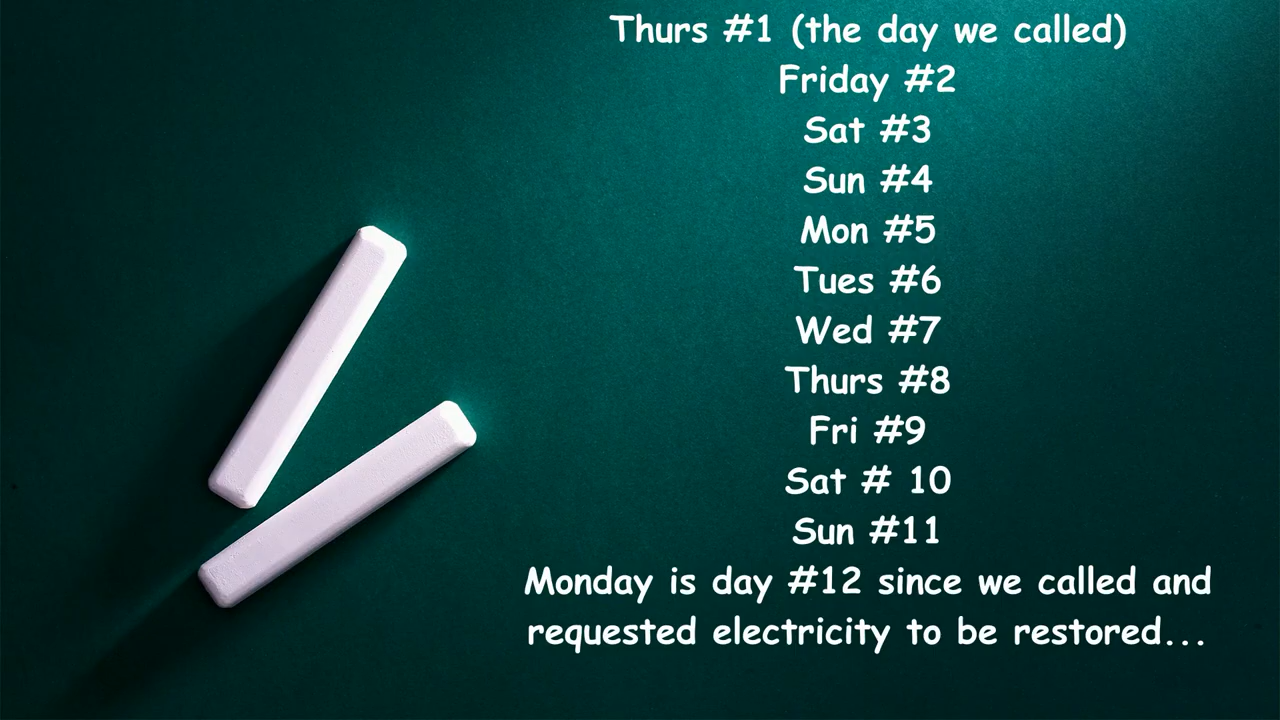 Thurs #1 (the day we called)
Friday #2
Sat #3
Sun #4
Mon #5
Tues #6
Wed #7
Thurs #8
Fri #9
Sat # 10
Sun #11
Monday is day #12 since we called and
requested electricity to be restored...